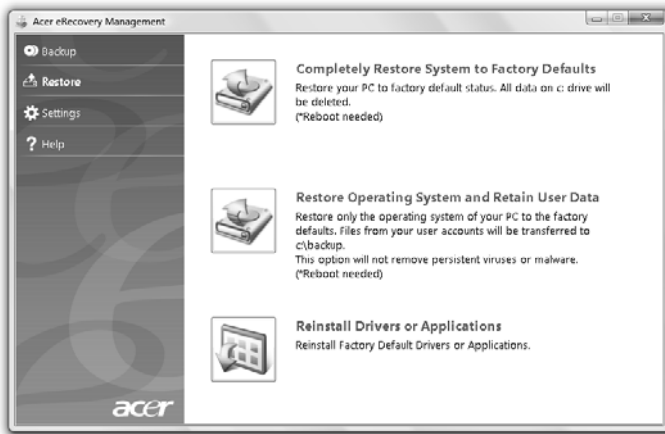 Acer eRecovery Management
Backup
Restore
Settings
Help
Completely Restore System to Factory Defaults
Restore your PC to factory default status. All data on c: drive will
be deleted.
(*Reboot needed)
Restore Operating System and Retain User Data
Restore only the operating system of your PC to the factory
defaults. Files from your user accounts will be transferred to
c:\backup.
This option will not remove persistent viruses or malware.
(*Reboot needed)
Reinstall Drivers or Applications
Reinstall Factory Default Drivers or Applications.
acer